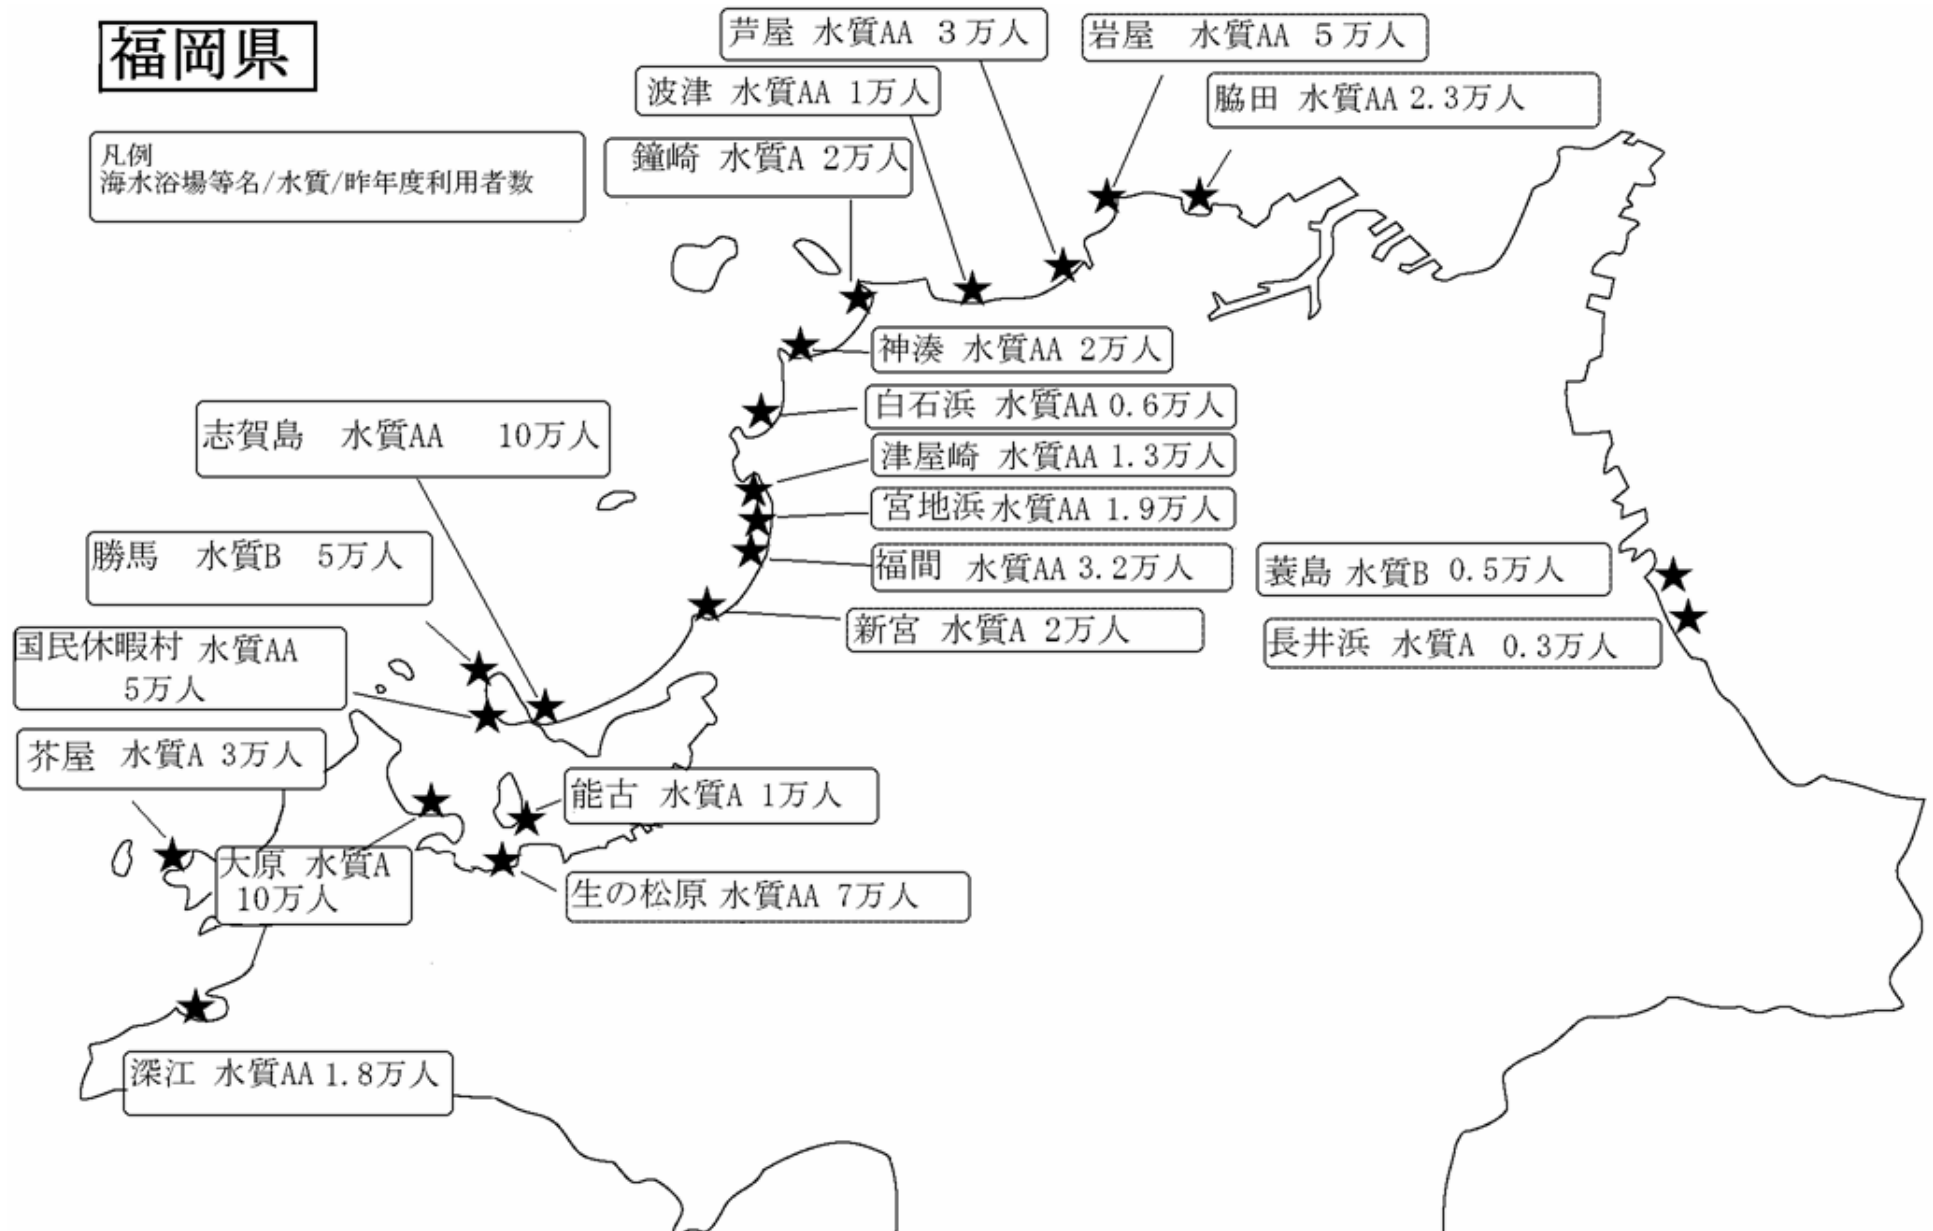 福岡県
凡例
海水浴場等名/水質/昨年度利用者数
芦屋 水質AA 3万人
岩屋 水質AA 5万人
波津 水質AA 1万人
脇田 水質AA 2.3万人
鐘崎 水質A 2万人
神湊 水質AA 2万人
白石浜 水質AA 0.6万人
志賀島 水質AA 10万人
津屋崎 水質AA 1.3万人
宮地浜 水質AA 1.9万人
勝馬 水質B 5万人
福間 水質AA 3.2万人
蓑島 水質B 0.5万人
新宮 水質A 2万人
長井浜 水質A 0.3万人
国民休暇村 水質AA
5万人
芥屋 水質A 3万人
能古 水質A 1万人
大原 水質A
10万人
生の松原 水質AA 7万人
深江 水質AA 1.8万人